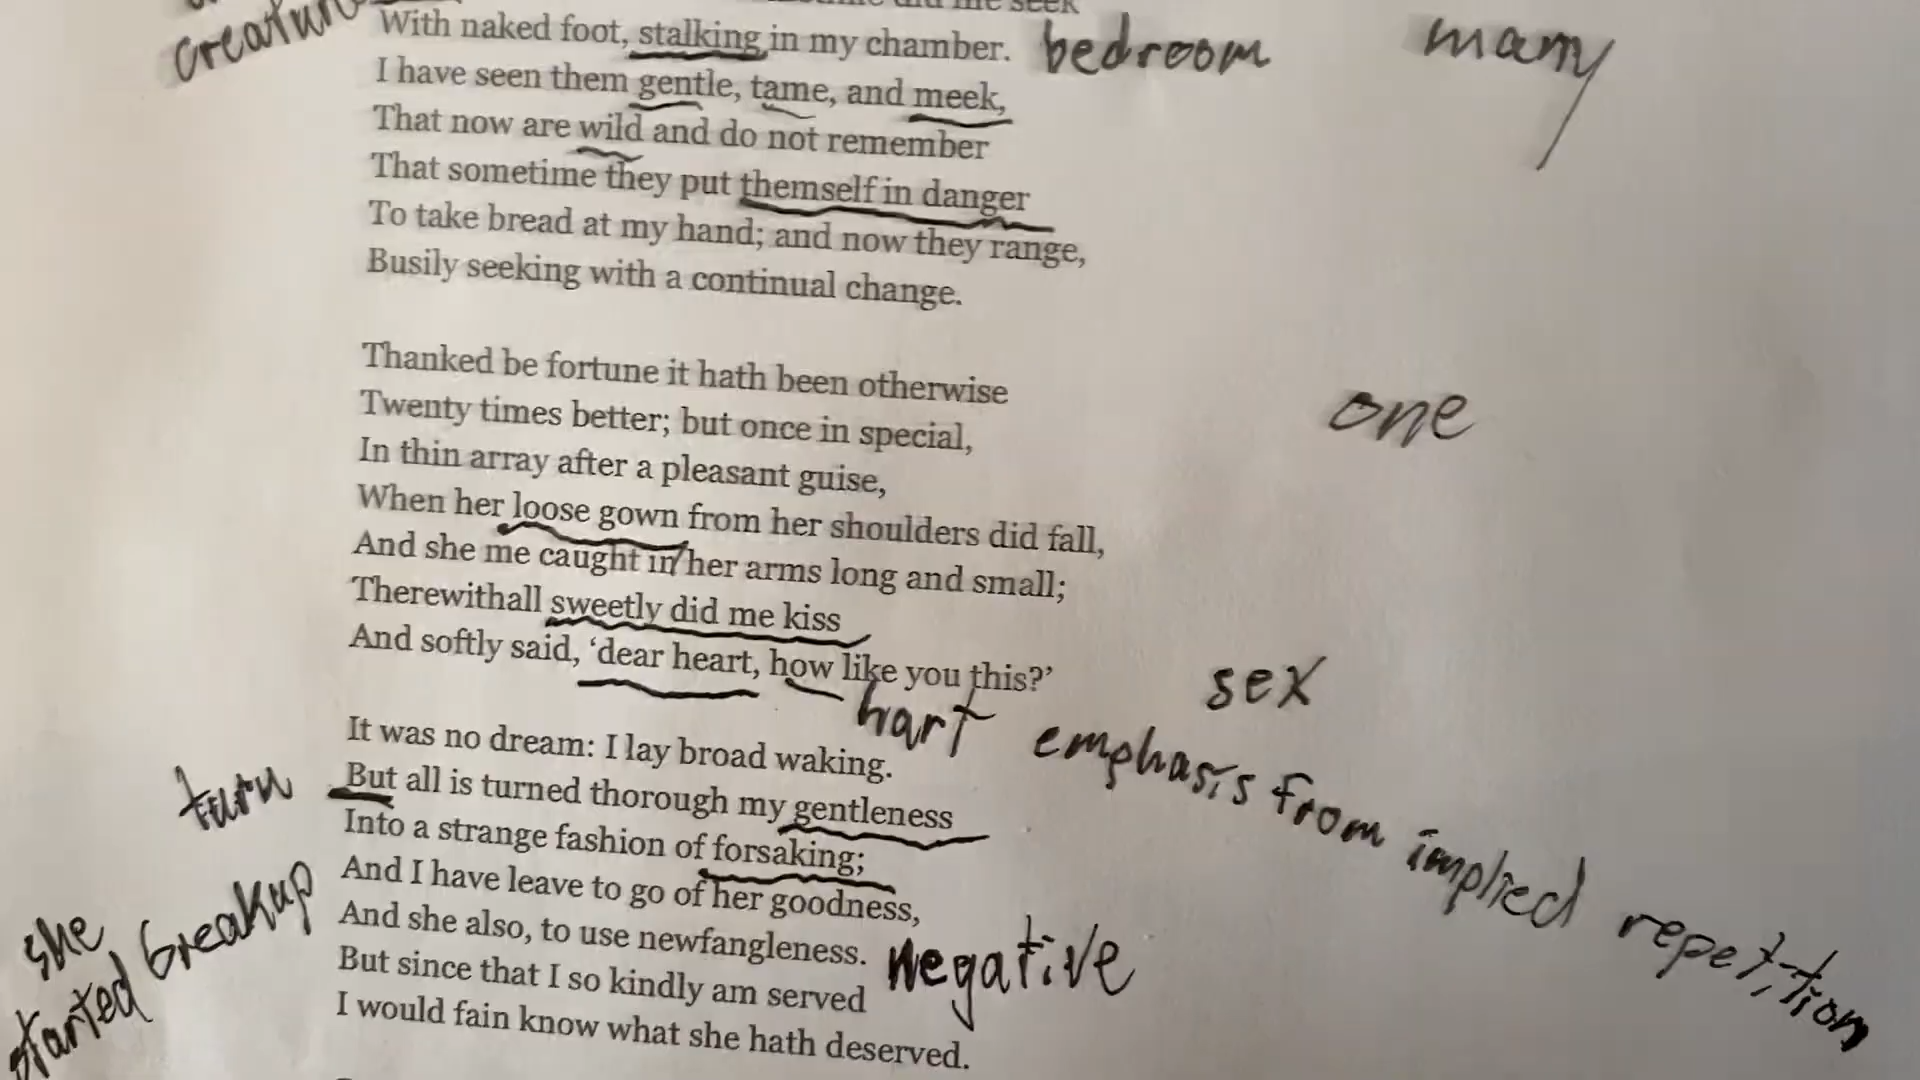 me seek
creature
With naked foot, stalking in my chamber. bedroom many
I have seen them gentle, tame, and meek,
That now are wild and do not remember
That sometime they put themself in danger
To take bread at my hand; and now they range,
Busily seeking with a continual change.
Thanked be fortune it hath been otherwise
Twenty times better; but once in special, one
In thin array after a pleasant guise,
When her loose gown from her shoulders did fall,
And she me caught in her arms long and small;
Therewithall sweetly did me kiss
And softly said, ‘dear heart, how like you this?’ sex
hart emphasis from implied repetition
It was no dream: I lay broad waking.
turn But all is turned thorough my gentleness
Into a strange fashion of forsaking;
And I have leave to go of her goodness,
she started breakup
And she also, to use newfangleness. negative
But since that I so kindly am served
I would fain know what she hath deserved.